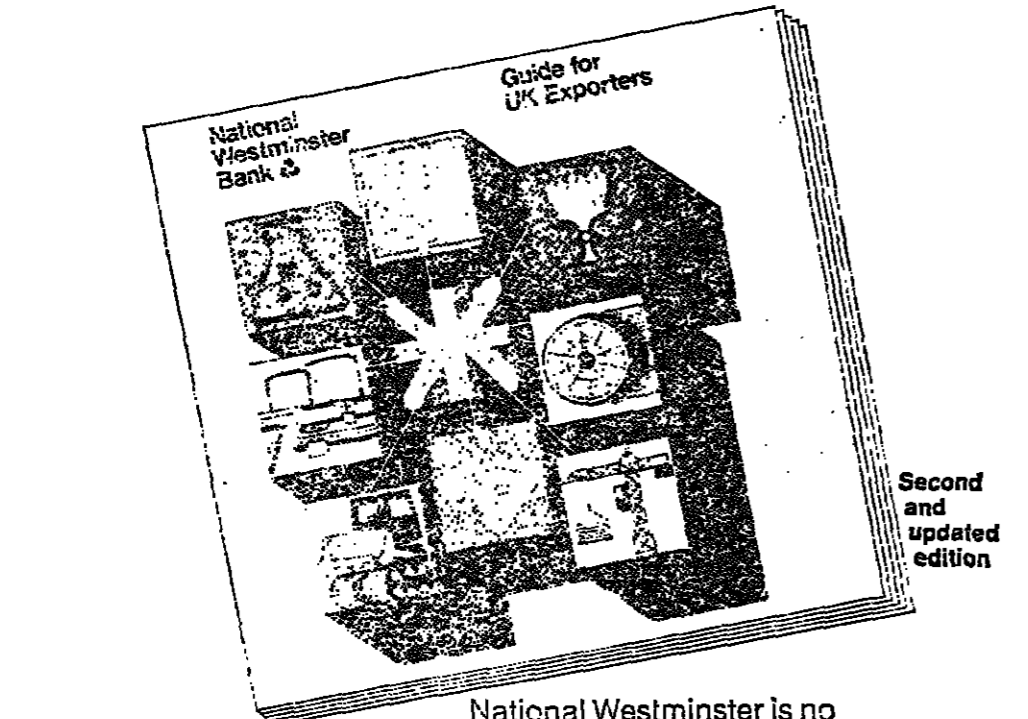 National
Westminster
Bank
Guide for
UK Exporters
Second
and
updated
edition
National Westminster is no